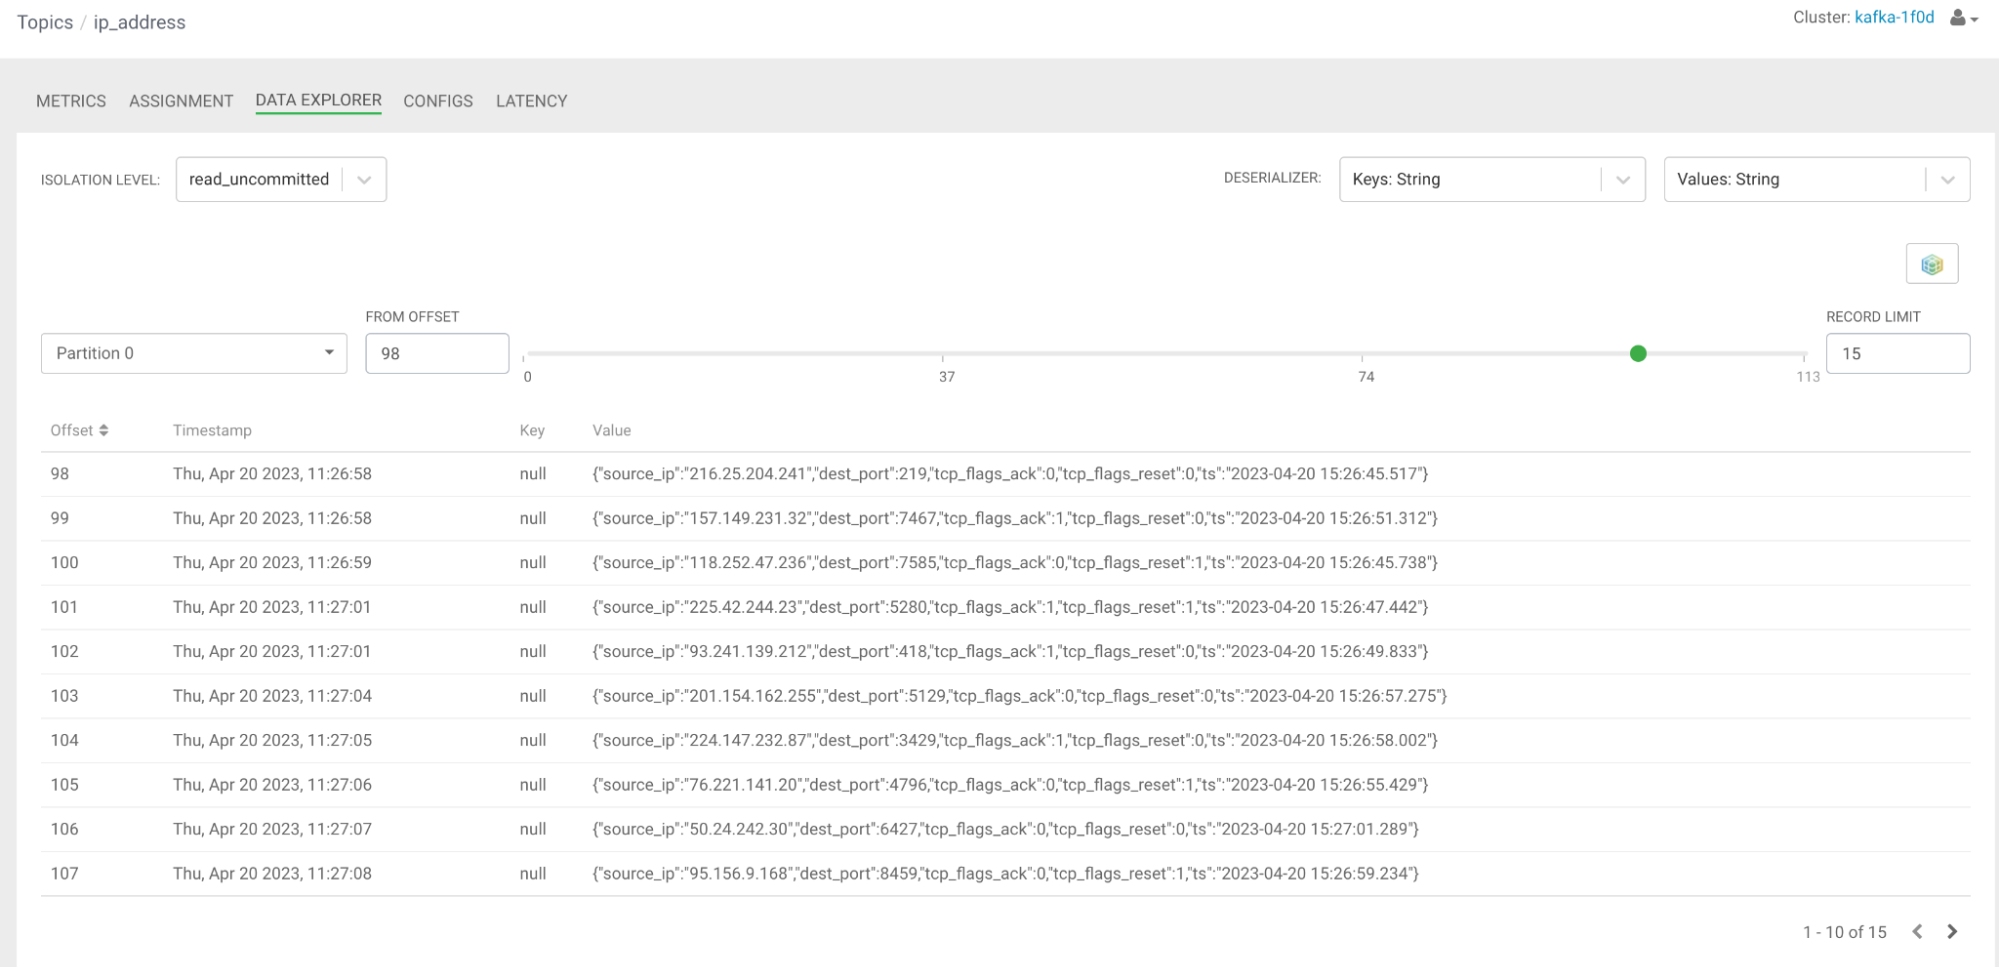 Topics / ip_address
Cluster: kafka-1f0d
METRICS ASSIGNMENT DATA EXPLORER CONFIGS LATENCY
ISOLATION LEVEL: read_uncommitted DESERIALIZER: Keys: String Values: String
FROM OFFSET RECORD LIMIT
Partition 0 98 15
0 37 74 113
Offset Timestamp Key Value
98 Thu, Apr 20 2023, 11:26:58 null {"source_ip":"216.25.204.241","dest_port":219,"tcp_flags_ack":0,"tcp_flags_reset":0,"ts":"2023-04-20 15:26:45.517"}
99 Thu, Apr 20 2023, 11:26:58 null {"source_ip":"157.149.231.32","dest_port":7467,"tcp_flags_ack":1,"tcp_flags_reset":0,"ts":"2023-04-20 15:26:51.312"}
100 Thu, Apr 20 2023, 11:26:59 null {"source_ip":"118.252.47.236","dest_port":7585,"tcp_flags_ack":0,"tcp_flags_reset":1,"ts":"2023-04-20 15:26:45.738"}
101 Thu, Apr 20 2023, 11:27:01 null {"source_ip":"225.42.244.23","dest_port":5280,"tcp_flags_ack":1,"tcp_flags_reset":1,"ts":"2023-04-20 15:26:47.442"}
102 Thu, Apr 20 2023, 11:27:01 null {"source_ip":"93.241.139.212","dest_port":418,"tcp_flags_ack":1,"tcp_flags_reset":0,"ts":"2023-04-20 15:26:49.833"}
103 Thu, Apr 20 2023, 11:27:04 null {"source_ip":"201.154.162.255","dest_port":5129,"tcp_flags_ack":0,"tcp_flags_reset":0,"ts":"2023-04-20 15:26:57.275"}
104 Thu, Apr 20 2023, 11:27:05 null {"source_ip":"224.147.232.87","dest_port":3429,"tcp_flags_ack":1,"tcp_flags_reset":0,"ts":"2023-04-20 15:26:58.002"}
105 Thu, Apr 20 2023, 11:27:06 null {"source_ip":"76.221.141.20","dest_port":4796,"tcp_flags_ack":0,"tcp_flags_reset":1,"ts":"2023-04-20 15:26:55.429"}
106 Thu, Apr 20 2023, 11:27:07 null {"source_ip":"50.24.242.30","dest_port":6427,"tcp_flags_ack":0,"tcp_flags_reset":0,"ts":"2023-04-20 15:27:01.289"}
107 Thu, Apr 20 2023, 11:27:08 null {"source_ip":"95.156.9.168","dest_port":8459,"tcp_flags_ack":0,"tcp_flags_reset":1,"ts":"2023-04-20 15:26:59.234"}
1 - 10 of 15